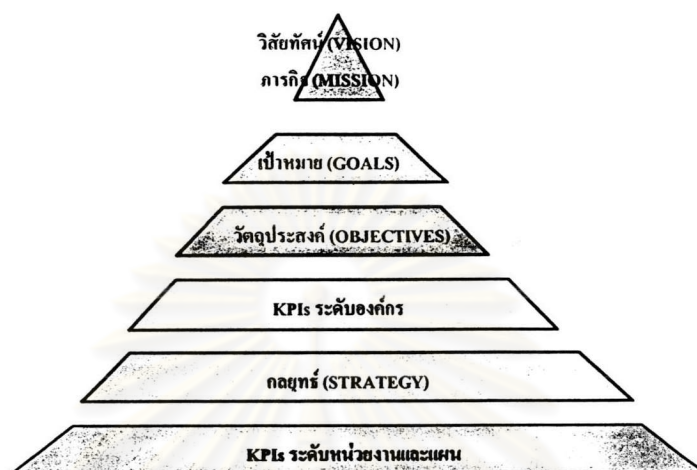 วิสัยทัศน์ (VISION)
ภารกิจ (MISSION)
เป้าหมาย (GOALS)
วัตถุประสงค์ (OBJECTIVES)
KPIs ระดับองค์กร
กลยุทธ์ (STRATEGY)
KPIs ระดับหน่วยงานและแผน